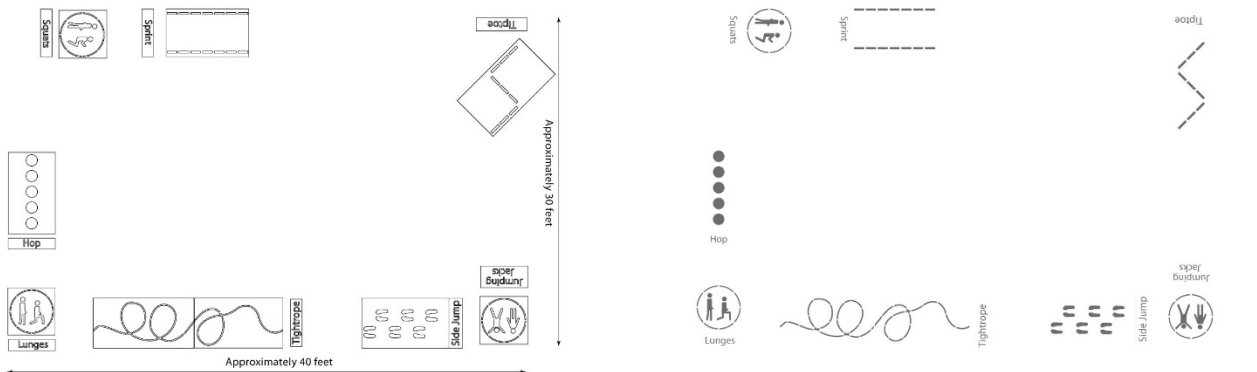 Squats
Sprint
Tiptoe
Approximately 30 feet
Hop
Jumping
Jacks
Lunges
Tightrope
Side Jump
Approximately 40 feet
Squats
Sprint
Tiptoe
Hop
Jumping
Jacks
Lunges
Tightrope
Side Jump